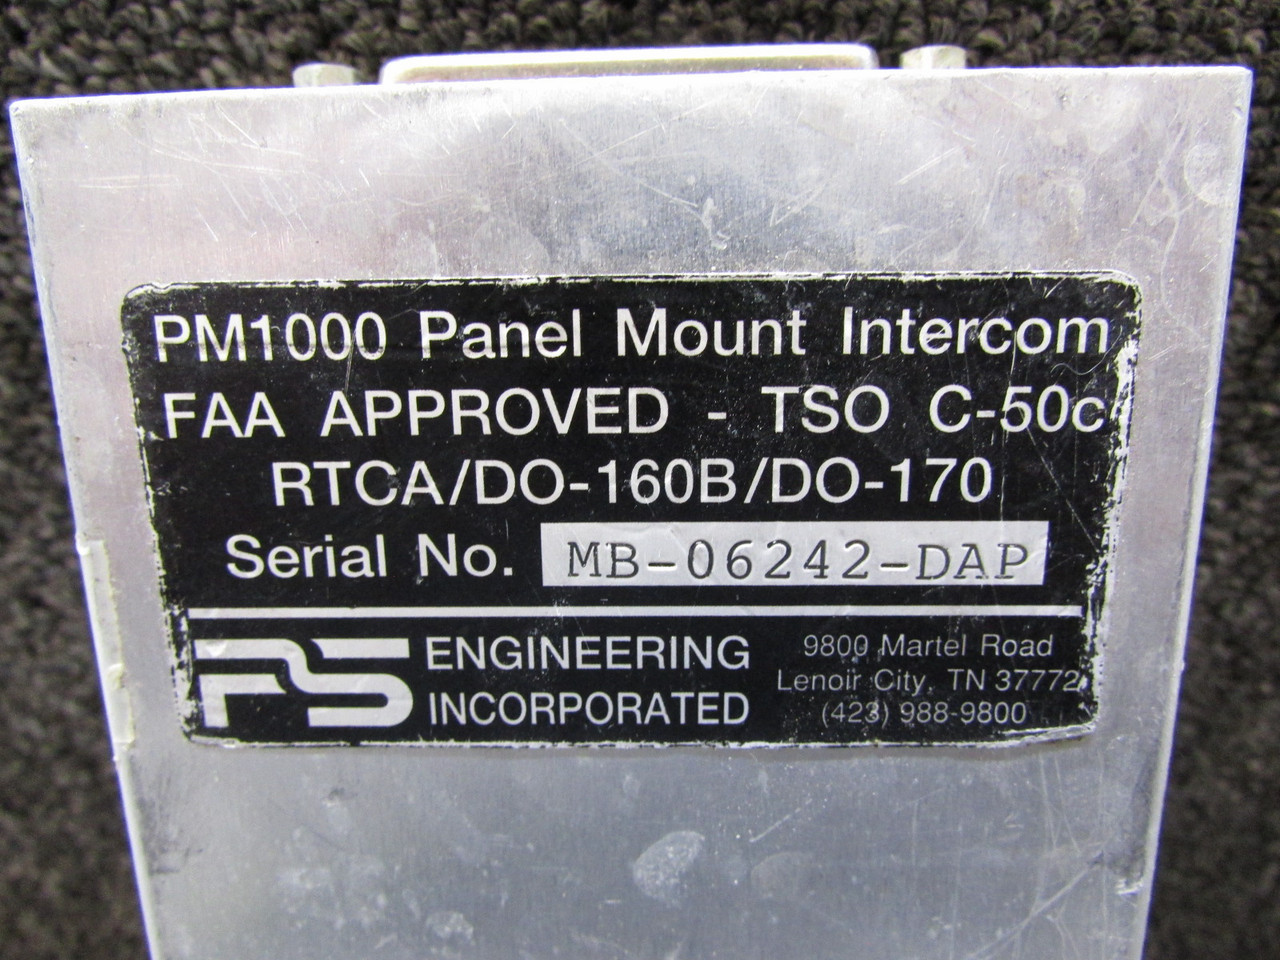 PM1000 Panel Mount Intercom
FAA APPROVED - TSO C-50c
RTCA/DO-160B/DO-170
Serial No. MB-06242-DAP
PS ENGINEERING INCORPORATED
9800 Martel Road
Lenoir City, TN 37772
(423) 988-9800